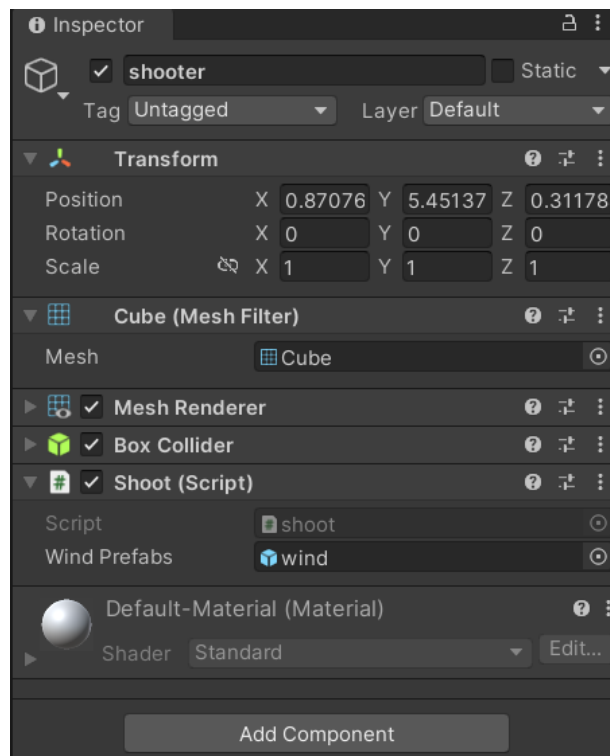 Inspector
shooter Static
Tag Untagged Layer Default
Transform
Position X 0.87076 Y 5.45137 Z 0.31178
Rotation X 0 Y 0 Z 0
Scale X 1 Y 1 Z 1
Cube (Mesh Filter)
Mesh Cube
Mesh Renderer
Box Collider
# Shoot (Script)
Script shoot
Wind Prefabs wind
Default-Material (Material)
Shader Standard Edit...
Add Component